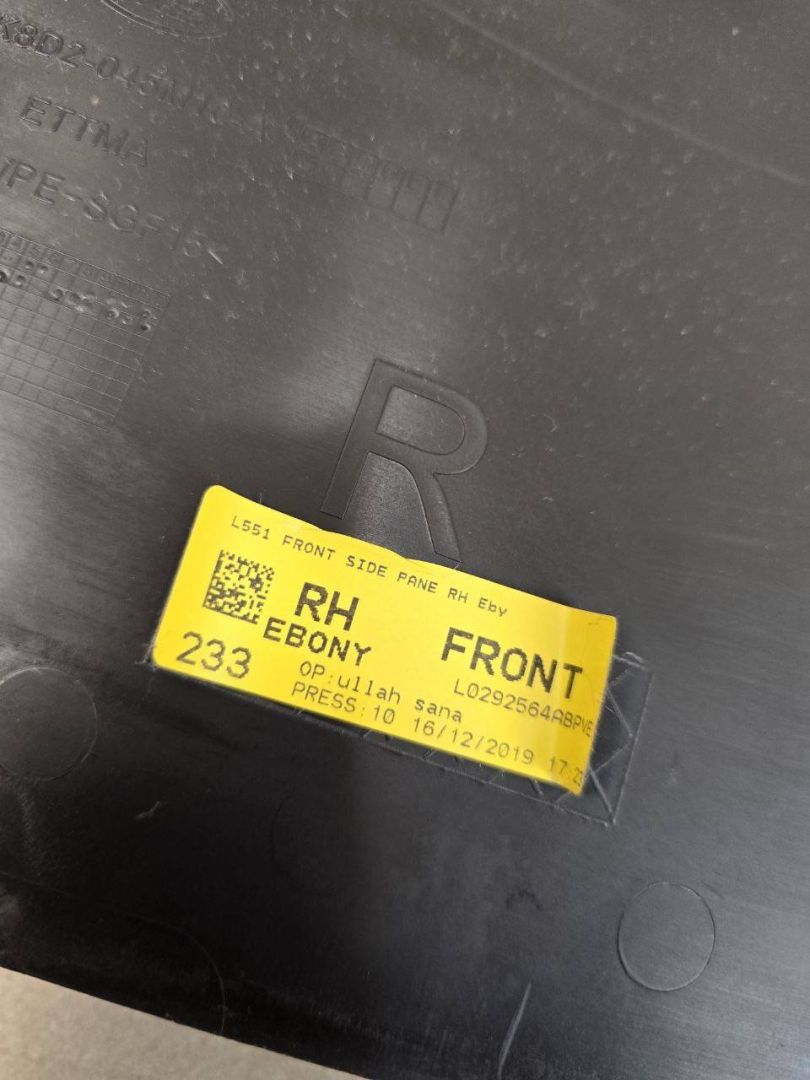 ETTMA
R
L551 FRONT SIDE PANE RH Eby
RH
EBONY
FRONT
233
L0292564ABPVE
OP:ullah sana
PRESS:10 16/12/2019